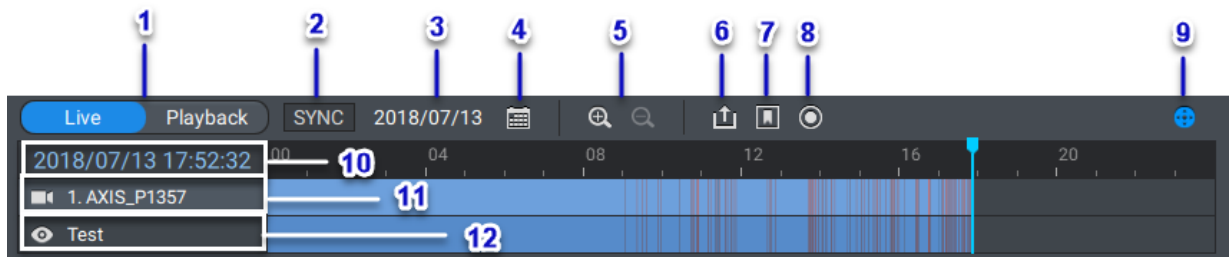 1 2 3 4 5 6 7 8 9
Live Playback SYNC 2018/07/13
2018/07/13 17:52:32 00 10 04 08 12 16 20
1. AXIS_P1357 11
Test 12